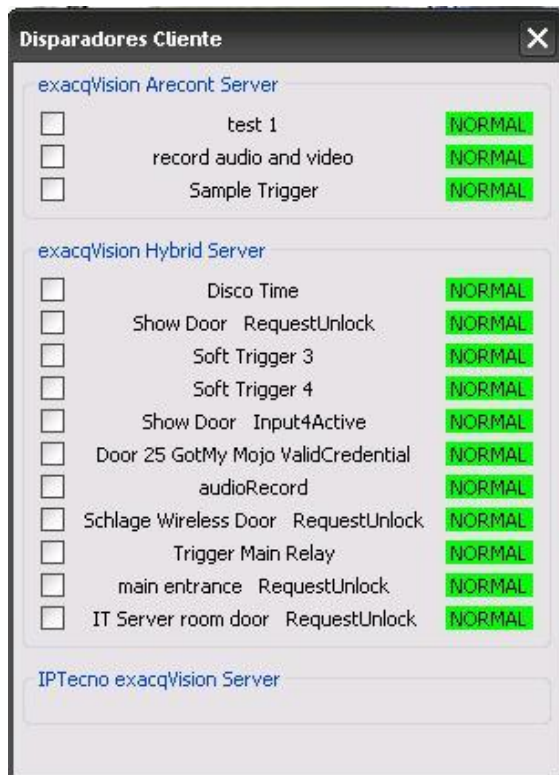 Disparadores Cliente
exacqVision Arecont Server
test 1 NORMAL
record audio and video NORMAL
Sample Trigger NORMAL
exacqVision Hybrid Server
Disco Time NORMAL
Show Door RequestUnlock NORMAL
Soft Trigger 3 NORMAL
Soft Trigger 4 NORMAL
Show Door Input4Active NORMAL
Door 25 GotMy Mojo ValidCredential NORMAL
audioRecord NORMAL
Schlage Wireless Door RequestUnlock NORMAL
Trigger Main Relay NORMAL
main entrance RequestUnlock NORMAL
IT Server room door RequestUnlock NORMAL
IPTecno exacqVision Server